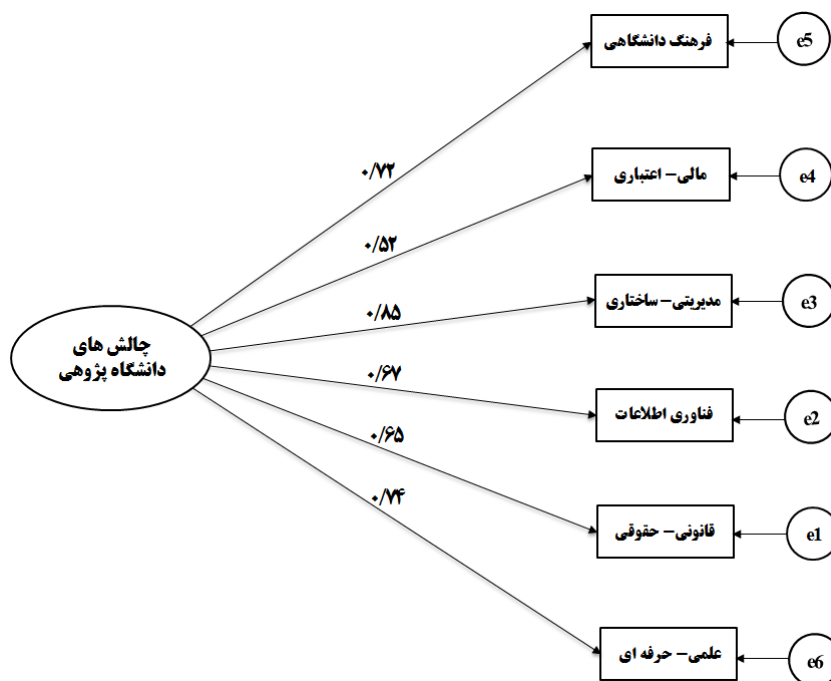 فرهنگ دانشگاهی
e5
۰/۷۲
مالی- اعتباری
e4
۰/۵۲
مدیریتی- ساختاری
e3
۰/۸۵
چالش های
دانشگاه پژوهی
فناوری اطلاعات
e2
۰/۶۷
قانونی- حقوقی
e1
۰/۶۵
علمی- حرفه ای
e6
۰/۷۴